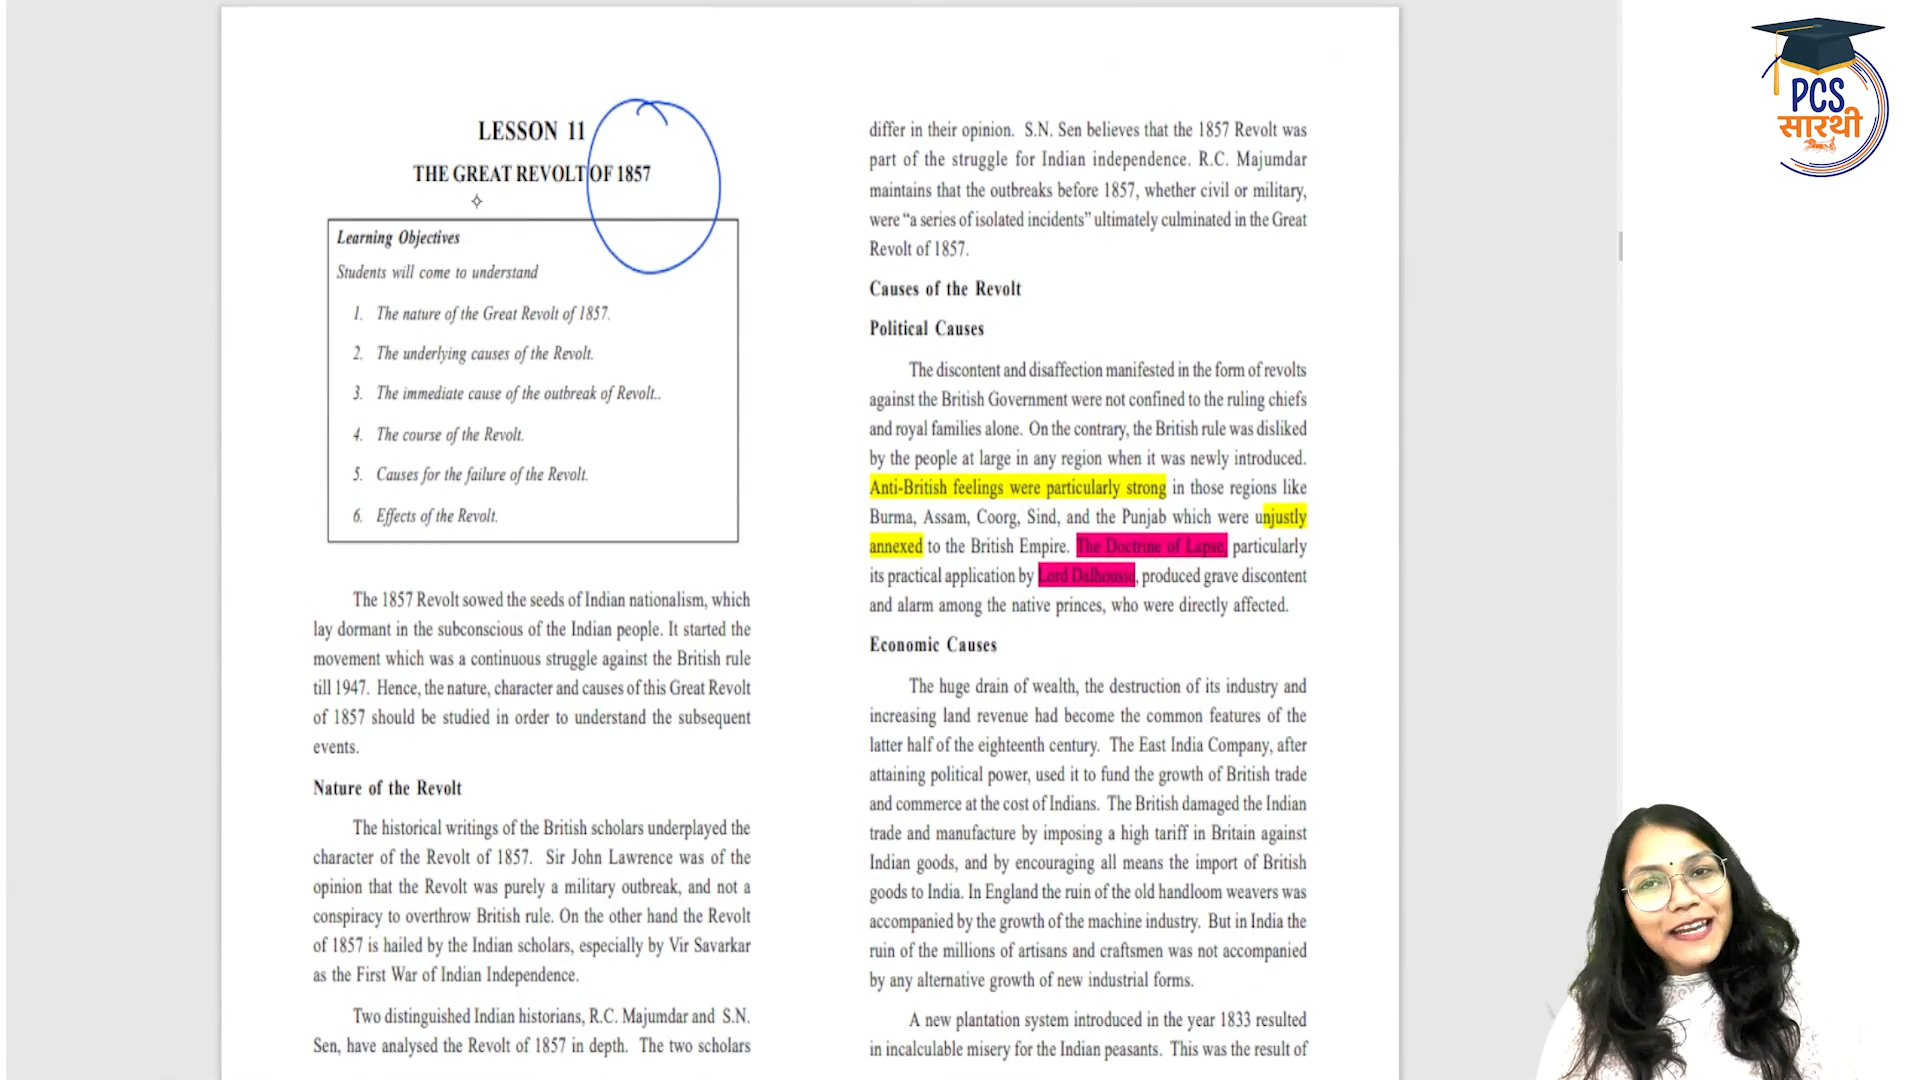 LESSON 11
THE GREAT REVOLT OF 1857
Learning Objectives
Students will come to understand
1. The nature of the Great Revolt of 1857.
2. The underlying causes of the Revolt.
3. The immediate cause of the outbreak of Revolt..
4. The course of the Revolt.
5. Causes for the failure of the Revolt.
6. Effects of the Revolt.
The 1857 Revolt sowed the seeds of Indian nationalism, which
lay dormant in the subconscious of the Indian people. It started the
movement which was a continuous struggle against the British rule
till 1947. Hence, the nature, character and causes of this Great Revolt
of 1857 should be studied in order to understand the subsequent
events.
Nature of the Revolt
The historical writings of the British scholars underplayed the
character of the Revolt of 1857. Sir John Lawrence was of the
opinion that the Revolt was purely a military outbreak, and not a
conspiracy to overthrow British rule. On the other hand the Revolt
of 1857 is hailed by the Indian scholars, especially by Vir Savarkar
as the First War of Indian Independence.
Two distinguished Indian historians, R.C. Majumdar and S.N.
Sen, have analysed the Revolt of 1857 in depth. The two scholars
differ in their opinion. S.N. Sen believes that the 1857 Revolt was
part of the struggle for Indian independence. R.C. Majumdar
maintains that the outbreaks before 1857, whether civil or military,
were “a series of isolated incidents” ultimately culminated in the Great
Revolt of 1857.
Causes of the Revolt
Political Causes
The discontent and disaffection manifested in the form of revolts
against the British Government were not confined to the ruling chiefs
and royal families alone. On the contrary, the British rule was disliked
by the people at large in any region when it was newly introduced.
Anti-British feelings were particularly strong in those regions like
Burma, Assam, Coorg, Sind, and the Punjab which were unjustly
annexed to the British Empire. The Doctrine of Lapse, particularly
its practical application by Lord Dalhousie, produced grave discontent
and alarm among the native princes, who were directly affected.
Economic Causes
The huge drain of wealth, the destruction of its industry and
increasing land revenue had become the common features of the
latter half of the eighteenth century. The East India Company, after
attaining political power, used it to fund the growth of British trade
and commerce at the cost of Indians. The British damaged the Indian
trade and manufacture by imposing a high tariff in Britain against
Indian goods, and by encouraging all means the import of British
goods to India. In England the ruin of the old handloom weavers was
accompanied by the growth of the machine industry. But in India the
ruin of the millions of artisans and craftsmen was not accompanied
by any alternative growth of new industrial forms.
A new plantation system introduced in the year 1833 resulted
in incalculable misery for the Indian peasants. This was the result of
PCS
सारथी